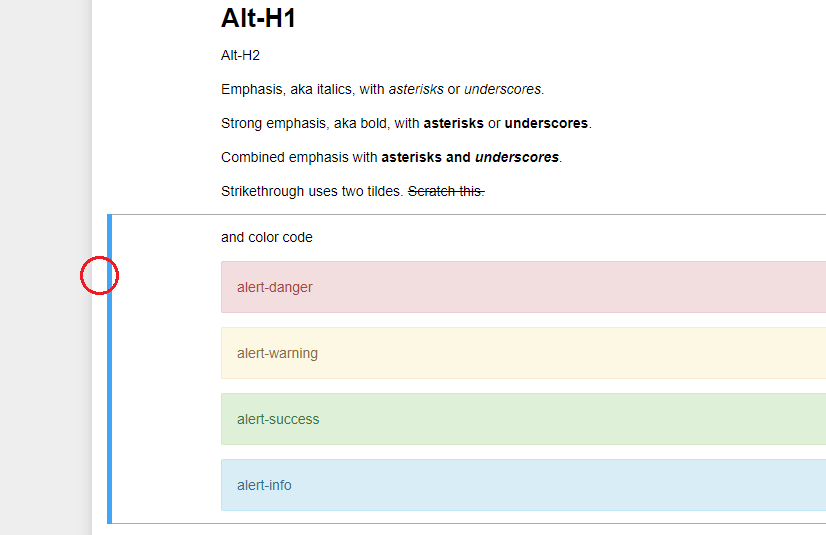 Alt-H1
Alt-H2
Emphasis, aka italics, with asterisks or underscores.
Strong emphasis, aka bold, with asterisks or underscores.
Combined emphasis with asterisks and underscores.
Strikethrough uses two tildes. Scratch this.
and color code
alert-danger
alert-warning
alert-success
alert-info